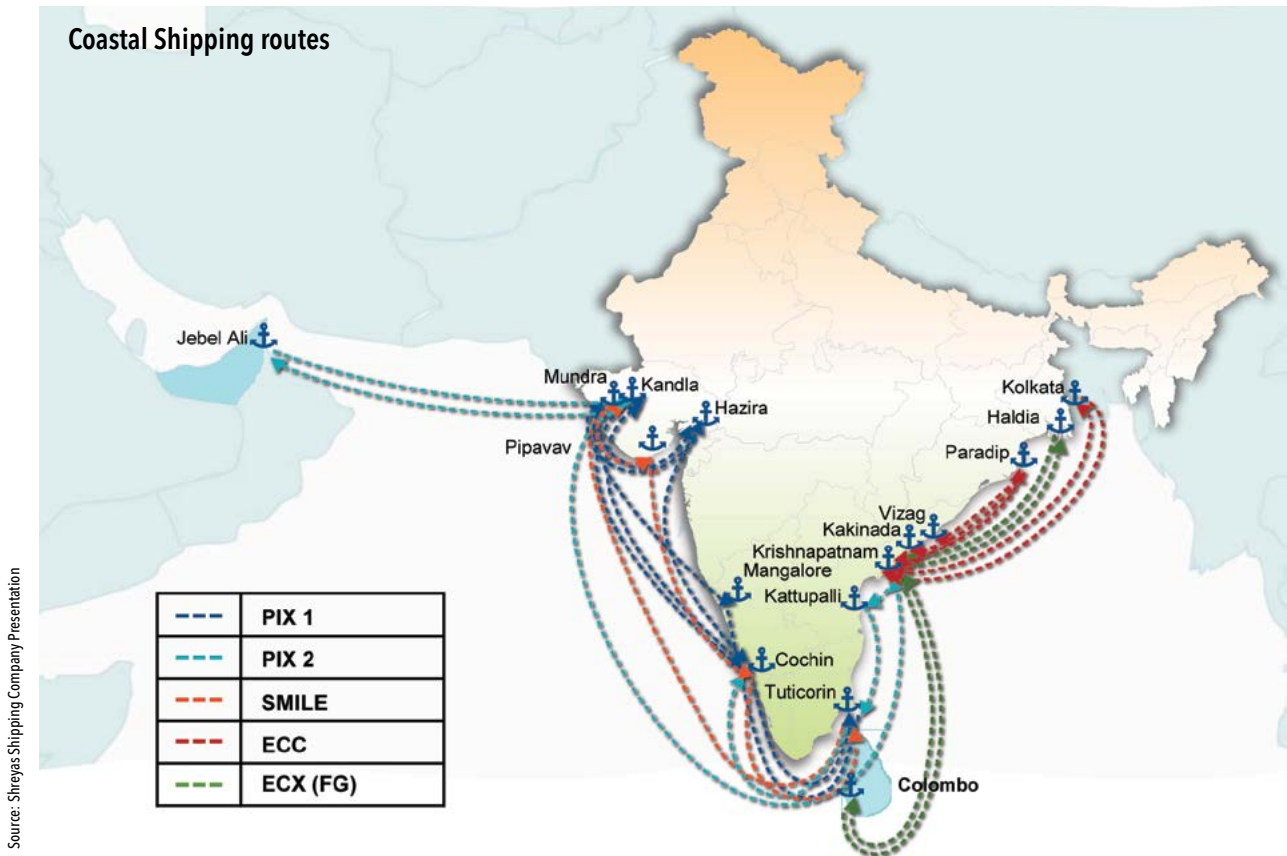 Coastal Shipping routes
Jebel Ali
Mundra
Kandla
Hazira
Pipavav
Kolkata
Haldia
Paradip
Vizag
Kakinada
Krishnapatnam
Mangalore
Kattupalli
Cochin
Tuticorin
Colombo
PIX 1
PIX 2
SMILE
ECC
ECX (FG)
Source: Shreyas Shipping Company Presentation